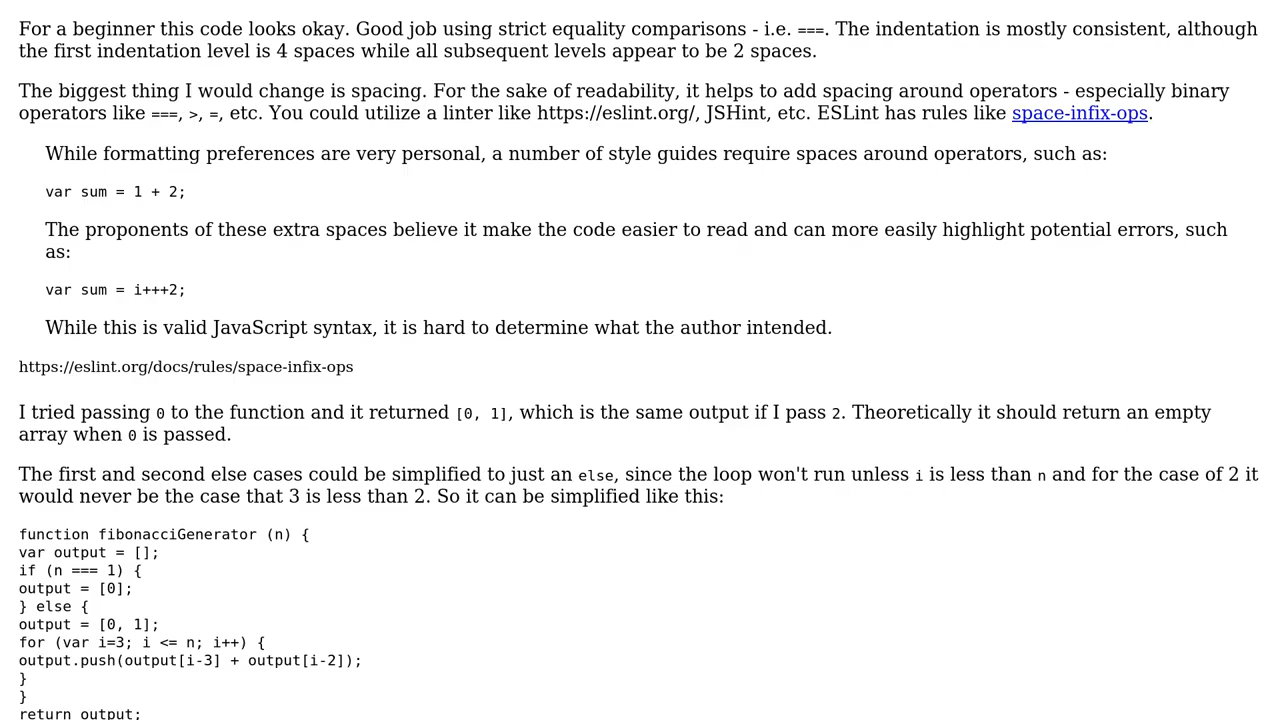 For a beginner this code looks okay. Good job using strict equality comparisons - i.e. ===. The indentation is mostly consistent, although
the first indentation level is 4 spaces while all subsequent levels appear to be 2 spaces.
The biggest thing I would change is spacing. For the sake of readability, it helps to add spacing around operators - especially binary
operators like ===, >, =, etc. You could utilize a linter like https://eslint.org/, JSHint, etc. ESLint has rules like space-infix-ops.
While formatting preferences are very personal, a number of style guides require spaces around operators, such as:
var sum = 1 + 2;
The proponents of these extra spaces believe it make the code easier to read and can more easily highlight potential errors, such
as:
var sum = i+++2;
While this is valid JavaScript syntax, it is hard to determine what the author intended.
https://eslint.org/docs/rules/space-infix-ops
I tried passing 0 to the function and it returned [0, 1], which is the same output if I pass 2. Theoretically it should return an empty
array when 0 is passed.
The first and second else cases could be simplified to just an else, since the loop won't run unless i is less than n and for the case of 2 it
would never be the case that 3 is less than 2. So it can be simplified like this:
function fibonacciGenerator (n) {
var output = [];
if (n === 1) {
output = [0];
} else {
output = [0, 1];
for (var i=3; i <= n; i++) {
output.push(output[i-3] + output[i-2]);
}
}
return output;